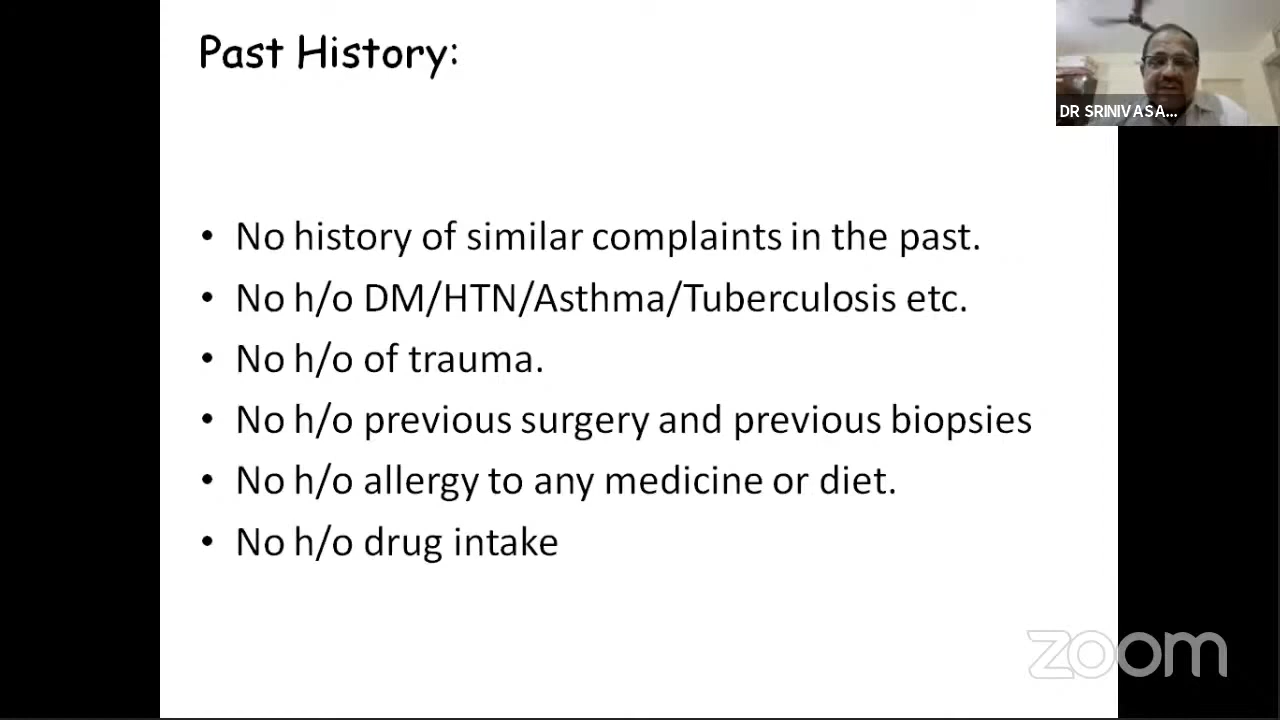 Past History:
DR SRINIVASA...
• No history of similar complaints in the past.
• No h/o DM/HTN/Asthma/Tuberculosis etc.
• No h/o of trauma.
• No h/o previous surgery and previous biopsies
• No h/o allergy to any medicine or diet.
• No h/o drug intake
zoom